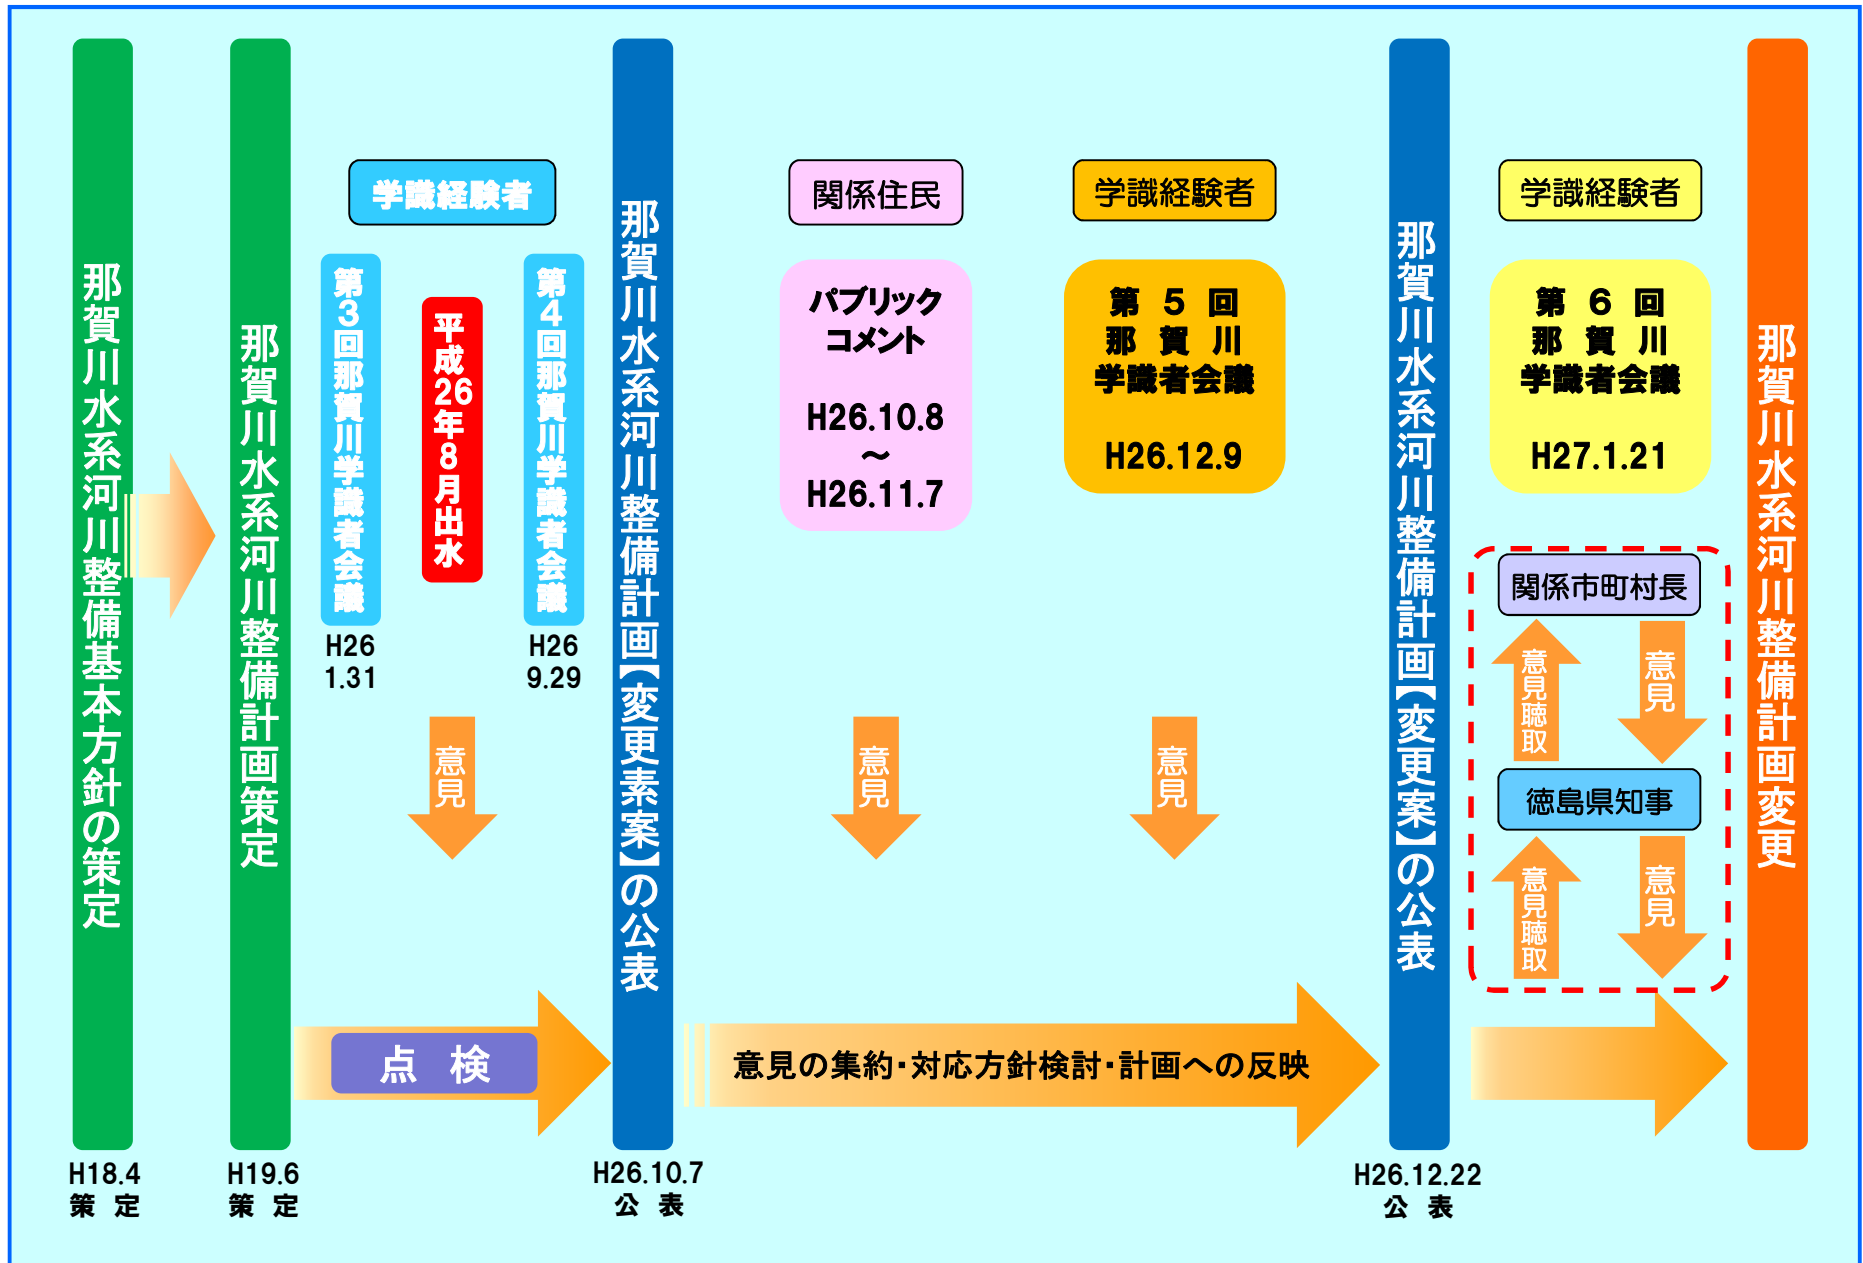 那賀川水系河川整備基本方針の策定
H18.4
策 定
那賀川水系河川整備計画策定
H19.6
策 定
学識経験者
第3回那賀川学識者会議
H26
1.31
平成26年8月出水
第4回那賀川学識者会議
H26
9.29
意見
点 検
那賀川水系河川整備計画【変更素案】の公表
H26.10.7
公 表
関係住民
パブリック
コメント
H26.10.8
～
H26.11.7
意見
学識経験者
第 5 回
那 賀 川
学識者会議
H26.12.9
意見
意見の集約・対応方針検討・計画への反映
那賀川水系河川整備計画【変更案】の公表
H26.12.22
公 表
学識経験者
第 6 回
那 賀 川
学識者会議
H27.1.21
関係市町村長
意見聴取
意見
徳島県知事
意見聴取
意見
那賀川水系河川整備計画変更